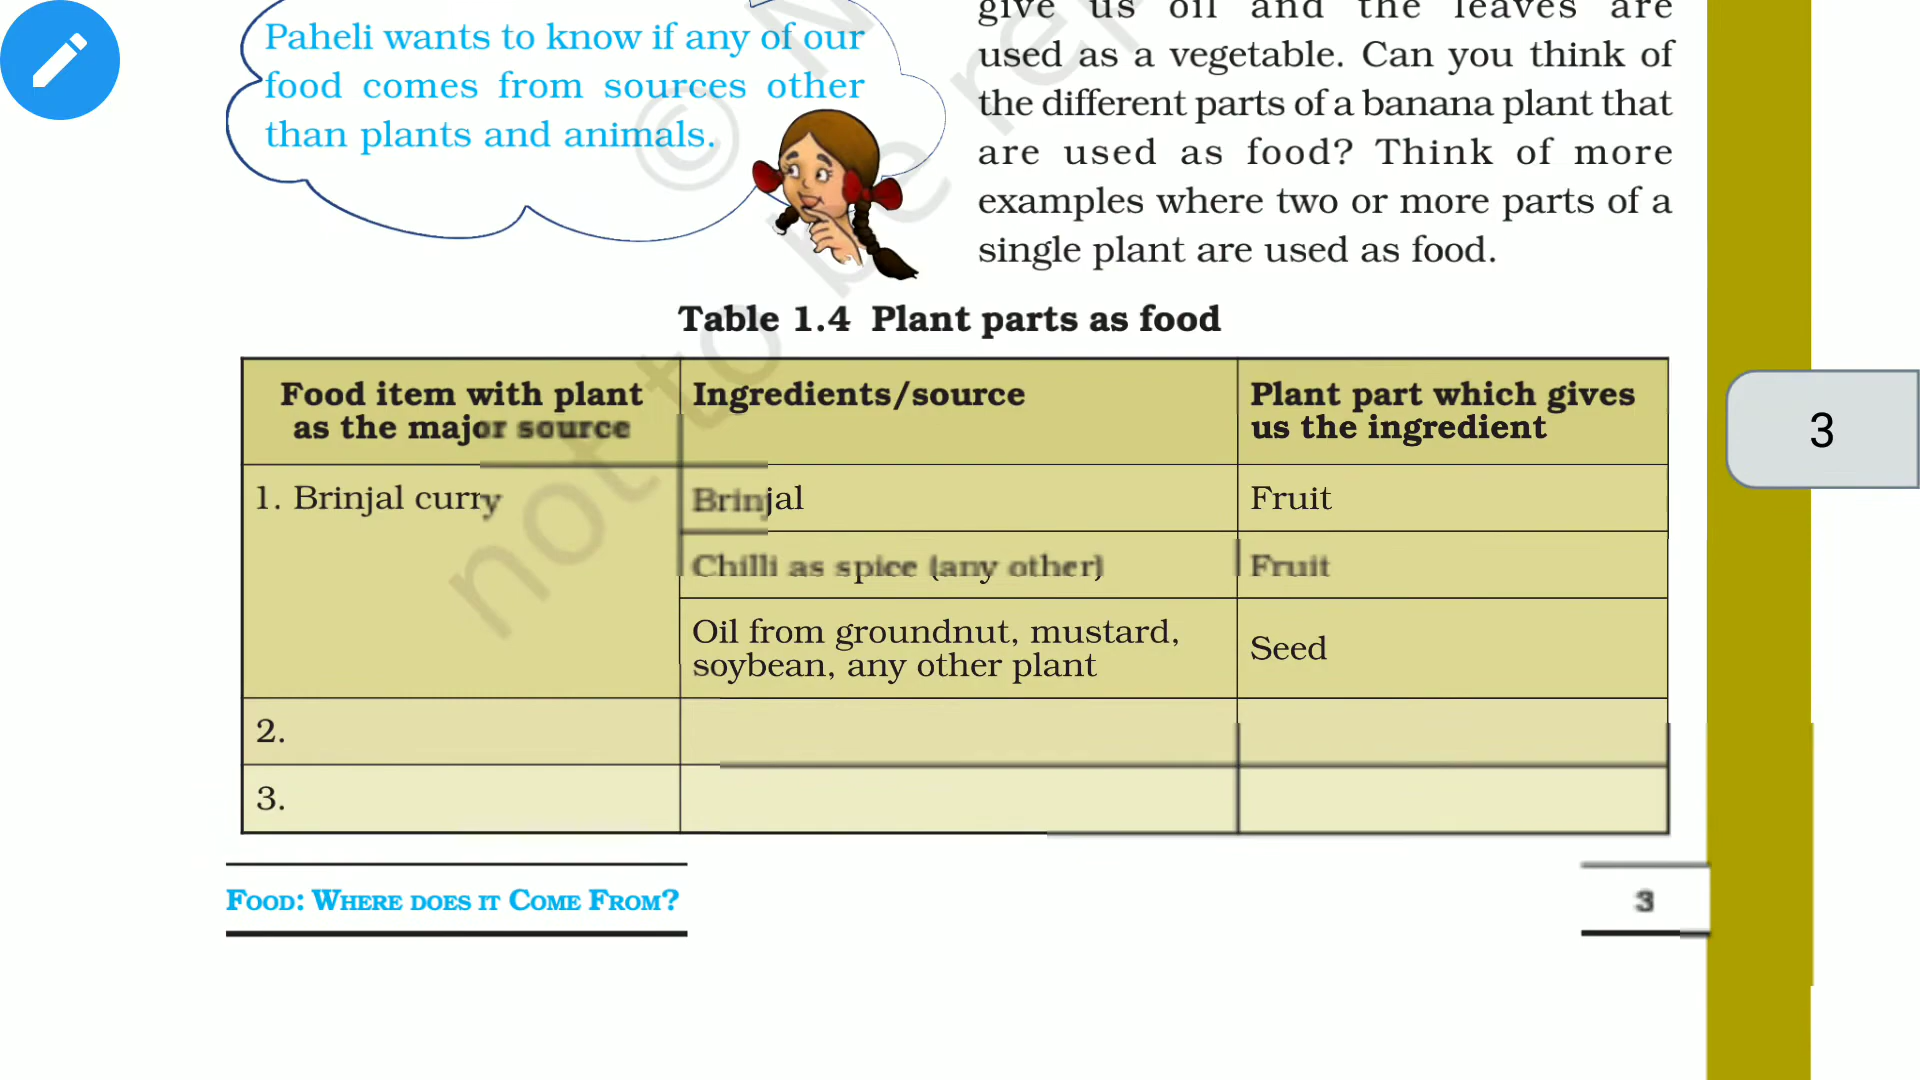 Paheli wants to know if any of our
food comes from sources other
than plants and animals.
give us oil and the leaves are
used as a vegetable. Can you think of
the different parts of a banana plant that
are used as food? Think of more
examples where two or more parts of a
single plant are used as food.
Table 1.4 Plant parts as food
Food item with plant
as the major source
Ingredients/source
Plant part which gives
us the ingredient
1. Brinjal curry
Brinjal
Fruit
Chilli as spice (any other)
Fruit
Oil from groundnut, mustard,
soybean, any other plant
Seed
2.
3.
FOOD: WHERE DOES IT COME FROM?
3
3
© N
not to be re